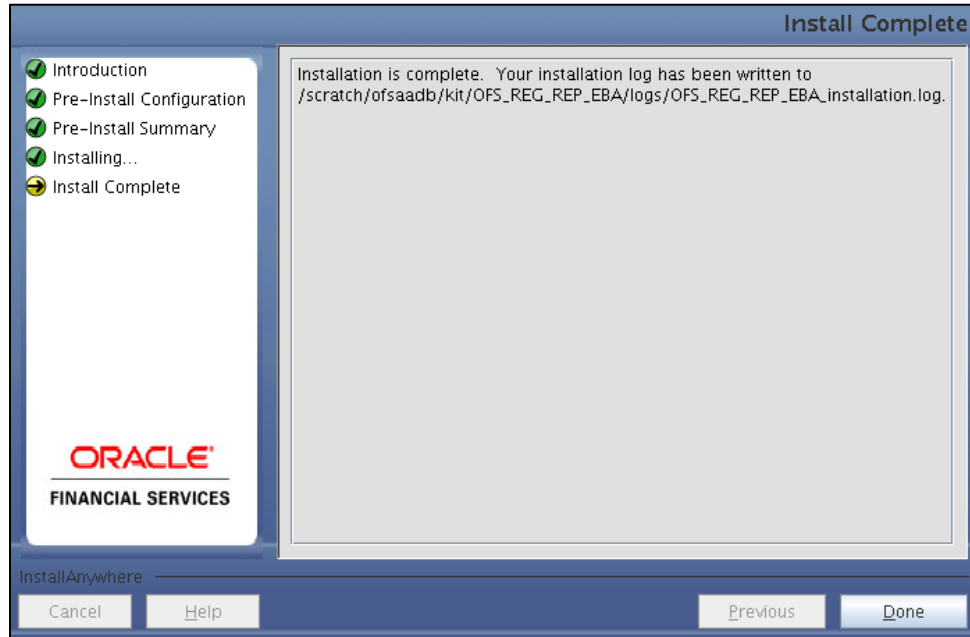 Install Complete
Introduction
Pre-Install Configuration
Pre-Install Summary
Installing...
Install Complete
Installation is complete.  Your installation log has been written to
/scratch/ofsaadb/kit/OFS_REG_REP_EBA/logs/OFS_REG_REP_EBA_installation.log.
ORACLE®
FINANCIAL SERVICES
InstallAnywhere
Cancel
Help
Previous
Done